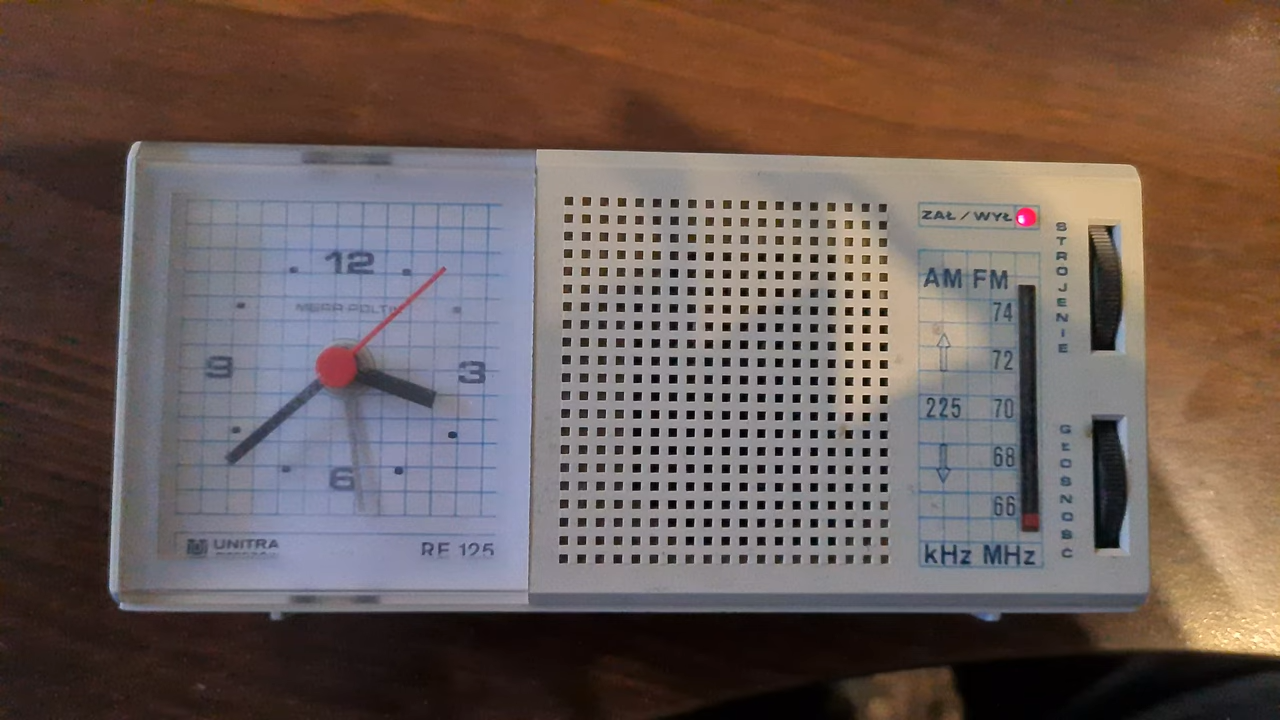 12
9
3
6
UNITRA
RE 125
ZAŁ / WYŁ
AM FM
74
72
225 70
68
66
kHz MHz
STROJENIE
GŁOŚNOŚĆ